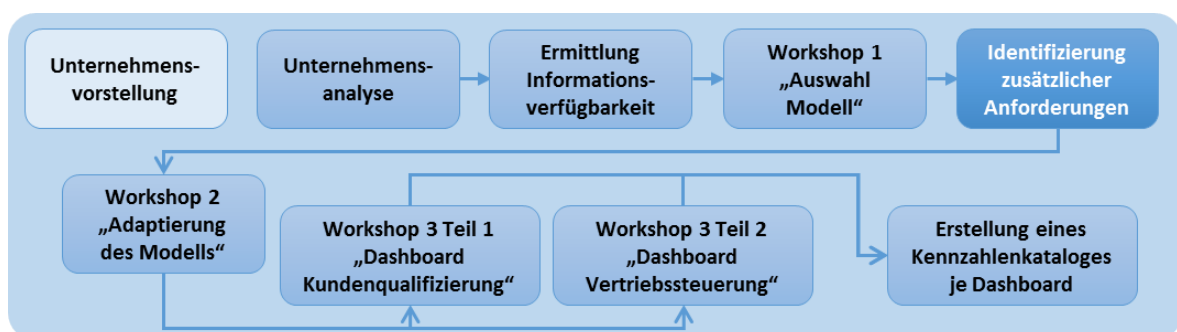 Unternehmens-
vorstellung
Unternehmens-
analyse
Ermittlung
Informations-
verfügbarkeit
Workshop 1
„Auswahl
Modell“
Identifizierung
zusätzlicher
Anforderungen
Workshop 2
„Adaptierung
des Modells“
Workshop 3 Teil 1
„Dashboard
Kundenqualifizierung“
Workshop 3 Teil 2
„Dashboard
Vertriebssteuerung“
Erstellung eines
Kennzahlenkataloges
je Dashboard